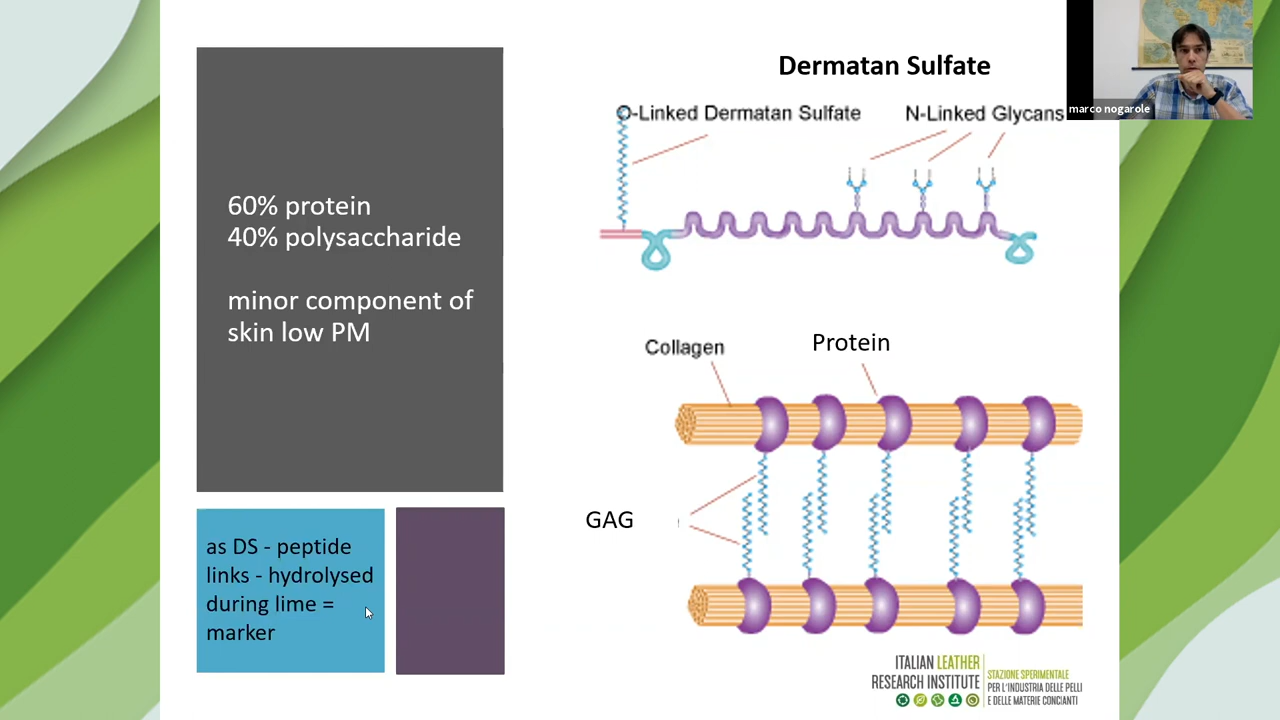 Dermatan Sulfate
marco nogarole
O-Linked Dermatan Sulfate
N-Linked Glycans
60% protein
40% polysaccharide
minor component of
skin low PM
Collagen
Protein
GAG
as DS - peptide
links - hydrolysed
during lime =
marker
ITALIAN LEATHER
RESEARCH INSTITUTE
STAZIONE SPERIMENTALE
PER L'INDUSTRIA DELLE PELLI
E DELLE MATERIE CONCIANTI